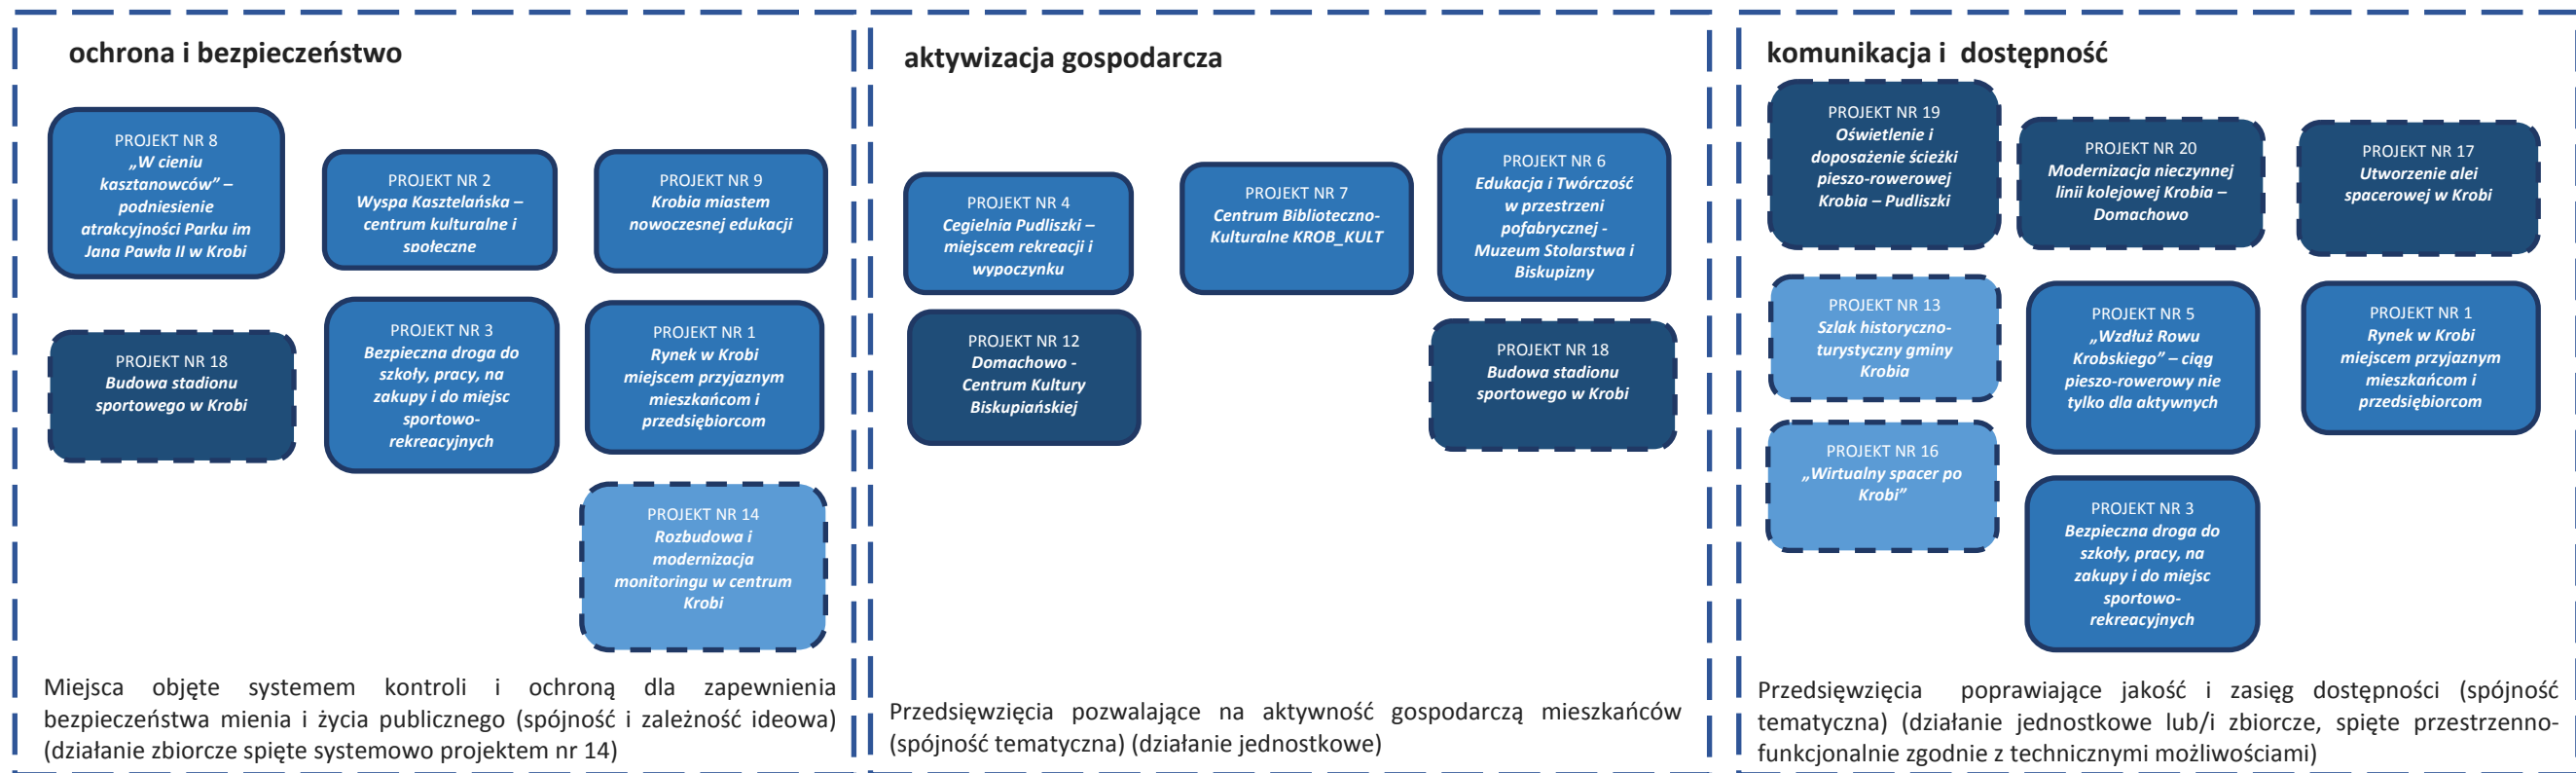 ochrona i bezpieczeństwo
PROJEKT NR 8
„W cieniu
kasztanowców” –
podniesienie
atrakcyjności Parku im
Jana Pawła II w Krobi
PROJEKT NR 2
Wyspa Kasztelańska –
centrum kulturalne i
społeczne
PROJEKT NR 9
Krobia miastem
nowoczesnej edukacji
PROJEKT NR 18
Budowa stadionu
sportowego w Krobi
PROJEKT NR 3
Bezpieczna droga do
szkoły, pracy, na
zakupy i do miejsc
sportowo-
rekreacyjnych
PROJEKT NR 1
Rynek w Krobi
miejscem przyjaznym
mieszkańcom i
przedsiębiorcom
PROJEKT NR 14
Rozbudowa i
modernizacja
monitoringu w centrum
Krobi
Miejsca objęte systemem kontroli i ochroną dla zapewnienia
bezpieczeństwa mienia i życia publicznego (spójność i zależność ideowa)
(działanie zbiorcze spięte systemowo projektem nr 14)
aktywizacja gospodarcza
PROJEKT NR 4
Cegielnia Pudliszki –
miejscem rekreacji i
wypoczynku
PROJEKT NR 7
Centrum Biblioteczno-
Kulturalne KROB_KULT
PROJEKT NR 6
Edukacja i Twórczość
w przestrzeni
pofabrycznej -
Muzeum Stolarstwa i
Biskupizny
PROJEKT NR 12
Domachowo -
Centrum Kultury
Biskupiańskiej
PROJEKT NR 18
Budowa stadionu
sportowego w Krobi
Przedsięwzięcia pozwalające na aktywność gospodarczą mieszkańców
(spójność tematyczna) (działanie jednostkowe)
komunikacja i dostępność
PROJEKT NR 19
Oświetlenie i
doposażenie ścieżki
pieszo-rowerowej
Krobia – Pudliszki
PROJEKT NR 20
Modernizacja nieczynnej
linii kolejowej Krobia –
Domachowo
PROJEKT NR 17
Utworzenie alei
spacerowej w Krobi
PROJEKT NR 13
Szlak historyczno-
turystyczny gminy
Krobia
PROJEKT NR 5
„Wzdłuż Rowu
Krobskiego” – ciąg
pieszo-rowerowy nie
tylko dla aktywnych
PROJEKT NR 1
Rynek w Krobi
miejscem przyjaznym
mieszkańcom i
przedsiębiorcom
PROJEKT NR 16
„Wirtualny spacer po
Krobi”
PROJEKT NR 3
Bezpieczna droga do
szkoły, pracy, na
zakupy i do miejsc
sportowo-
rekreacyjnych
Przedsięwzięcia poprawiające jakość i zasięg dostępności (spójność
tematyczna) (działanie jednostkowe lub/i zbiorcze, spięte przestrzenno-
funkcjonalnie zgodnie z technicznymi możliwościami)